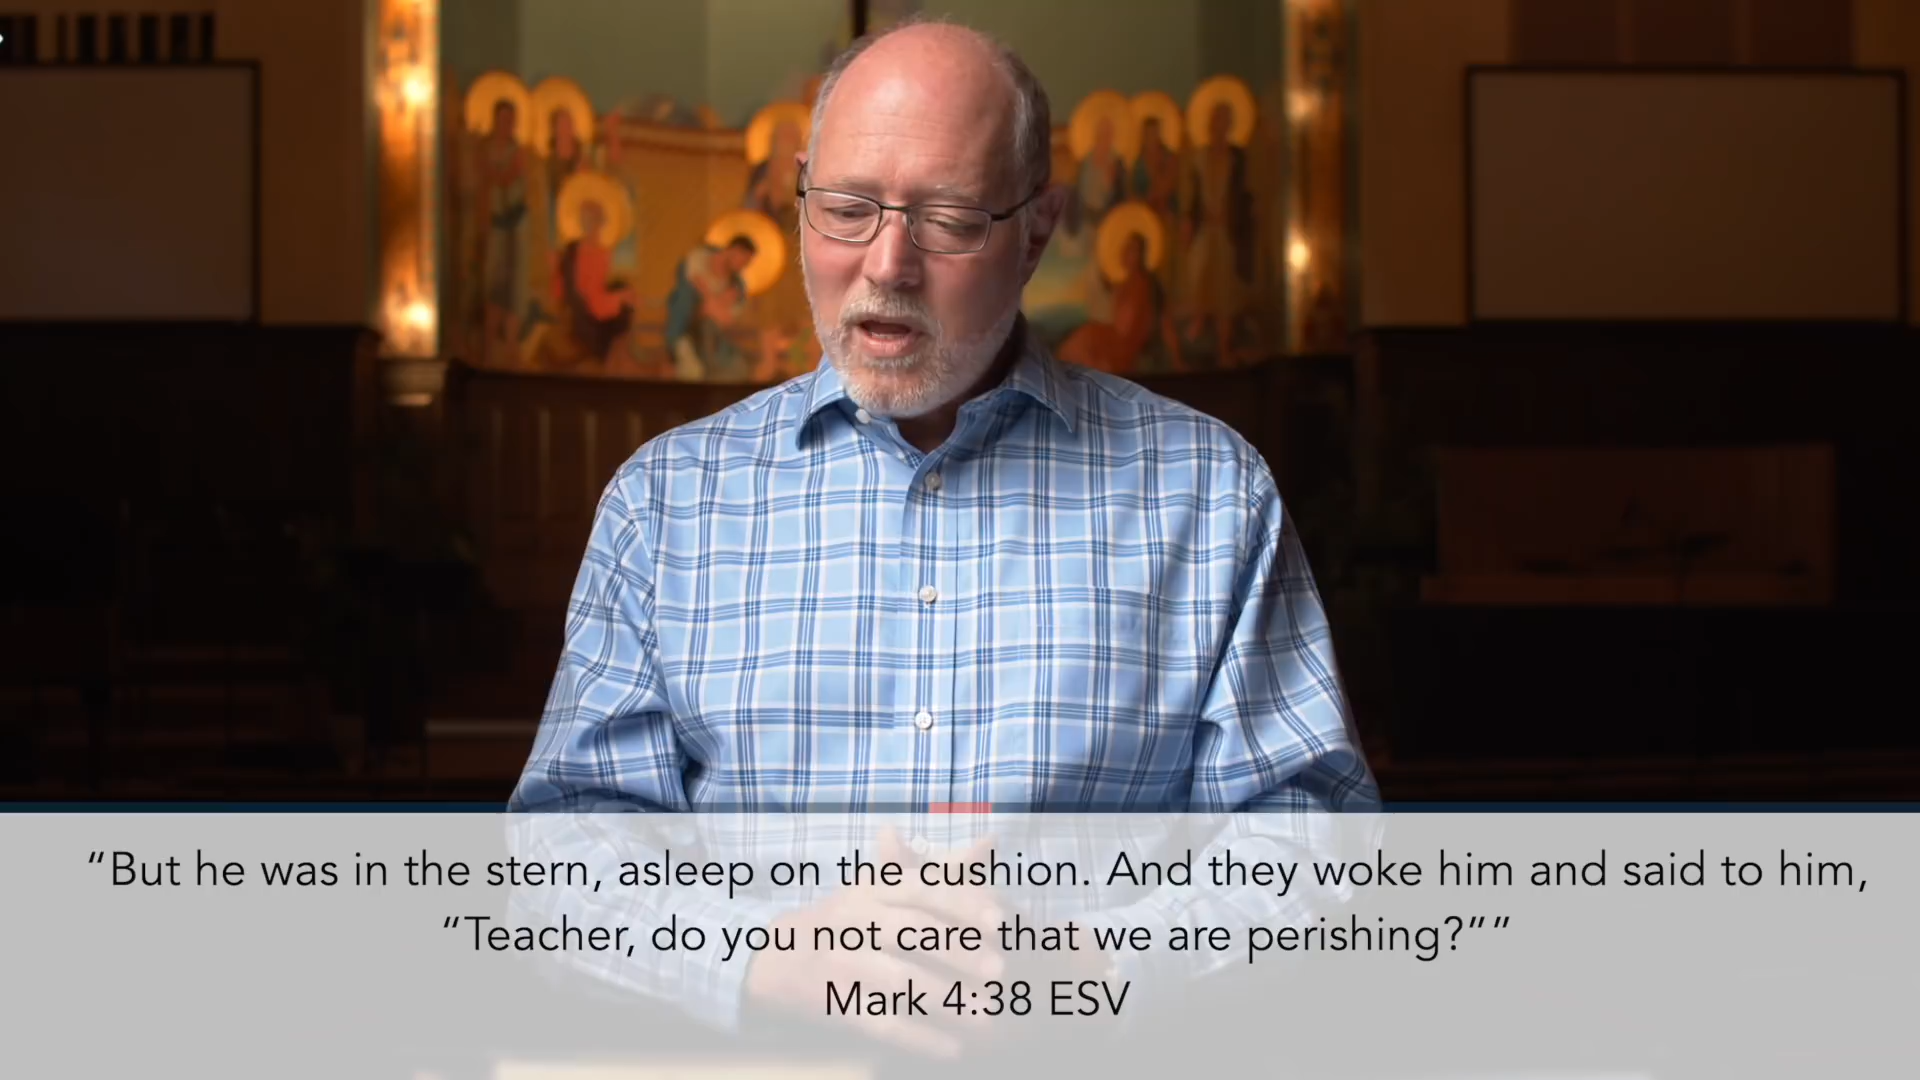 “But he was in the stern, asleep on the cushion. And they woke him and said to him,
“Teacher, do you not care that we are perishing?””
Mark 4:38 ESV